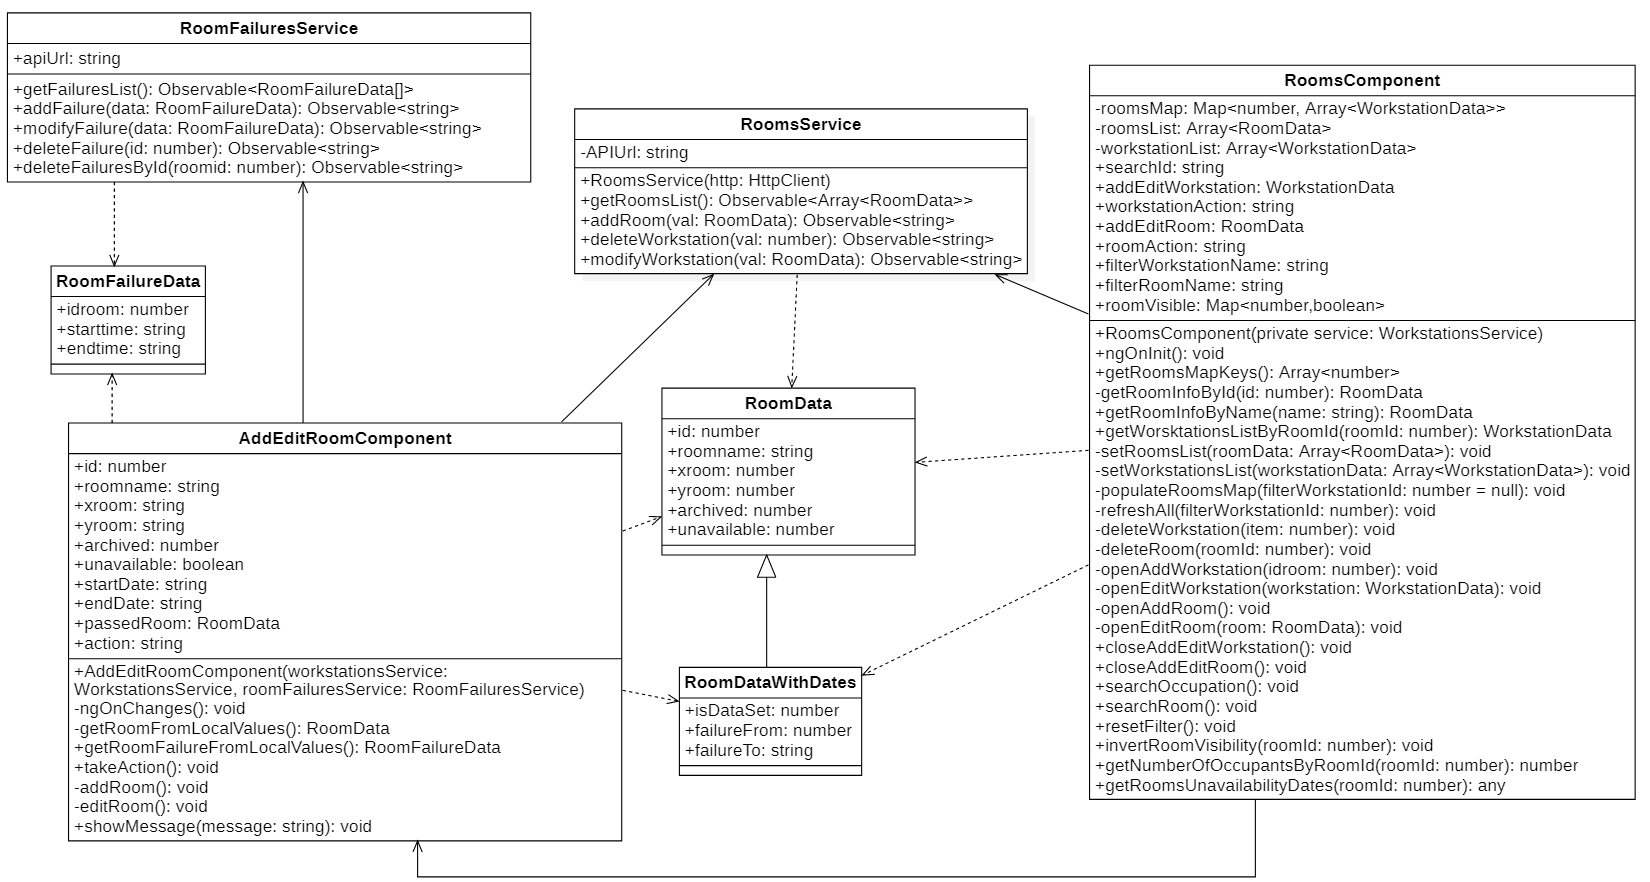 RoomFailuresService
+apiUrl: string
+getFailuresList(): Observable<RoomFailureData[]>
+addFailure(data: RoomFailureData): Observable<string>
+modifyFailure(data: RoomFailureData): Observable<string>
+deleteFailure(id: number): Observable<string>
+deleteFailuresById(roomid: number): Observable<string>
RoomFailureData
+idroom: number
+starttime: string
+endtime: string
AddEditRoomComponent
+id: number
+roomname: string
+xroom: string
+yroom: string
+archived: number
+unavailable: boolean
+startDate: string
+endDate: string
+passedRoom: RoomData
+action: string
+AddEditRoomComponent(workstationsService:
WorkstationsService, roomFailuresService: RoomFailuresService)
-ngOnChanges(): void
-getRoomFromLocalValues(): RoomData
+getRoomFailureFromLocalValues(): RoomFailureData
+takeAction(): void
-addRoom(): void
-editRoom(): void
+showMessage(message: string): void
RoomsService
-APIUrl: string
+RoomsService(http: HttpClient)
+getRoomsList(): Observable<Array<RoomData>>
+addRoom(val: RoomData): Observable<string>
+deleteWorkstation(val: number): Observable<string>
+modifyWorkstation(val: RoomData): Observable<string>
RoomData
+id: number
+roomname: string
+xroom: number
+yroom: number
+archived: number
+unavailable: number
RoomDataWithDates
+isDataSet: number
+failureFrom: number
+failureTo: string
RoomsComponent
-roomsMap: Map<number, Array<WorkstationData>>
-roomsList: Array<RoomData>
-workstationList: Array<WorkstationData>
+searchId: string
+addEditWorkstation: WorkstationData
+workstationAction: string
+addEditRoom: RoomData
+roomAction: string
+filterWorkstationName: string
+filterRoomName: string
+roomVisible: Map<number,boolean>
+RoomsComponent(private service: WorkstationsService)
+ngOnInit(): void
+getRoomsMapKeys(): Array<number>
-getRoomInfoById(id: number): RoomData
+getRoomInfoByName(name: string): RoomData
+getWorsktationsListByRoomId(roomId: number): WorkstationData
-setRoomsList(roomData: Array<RoomData>): void
-setWorkstationsList(workstationData: Array<WorkstationData>): void
-populateRoomsMap(filterWorkstationId: number = null): void
-refreshAll(filterWorkstationId: number): void
-deleteWorkstation(item: number): void
-deleteRoom(roomId: number): void
-openAddWorkstation(idroom: number): void
-openEditWorkstation(workstation: WorkstationData): void
-openAddRoom(): void
-openEditRoom(room: RoomData): void
+closeAddEditWorkstation(): void
+closeAddEditRoom(): void
+searchOccupation(): void
+searchRoom(): void
+resetFilter(): void
+invertRoomVisibility(roomId: number): void
+getNumberOfOccupantsByRoomId(roomId: number): number
+getRoomsUnavailabilityDates(roomId: number): any